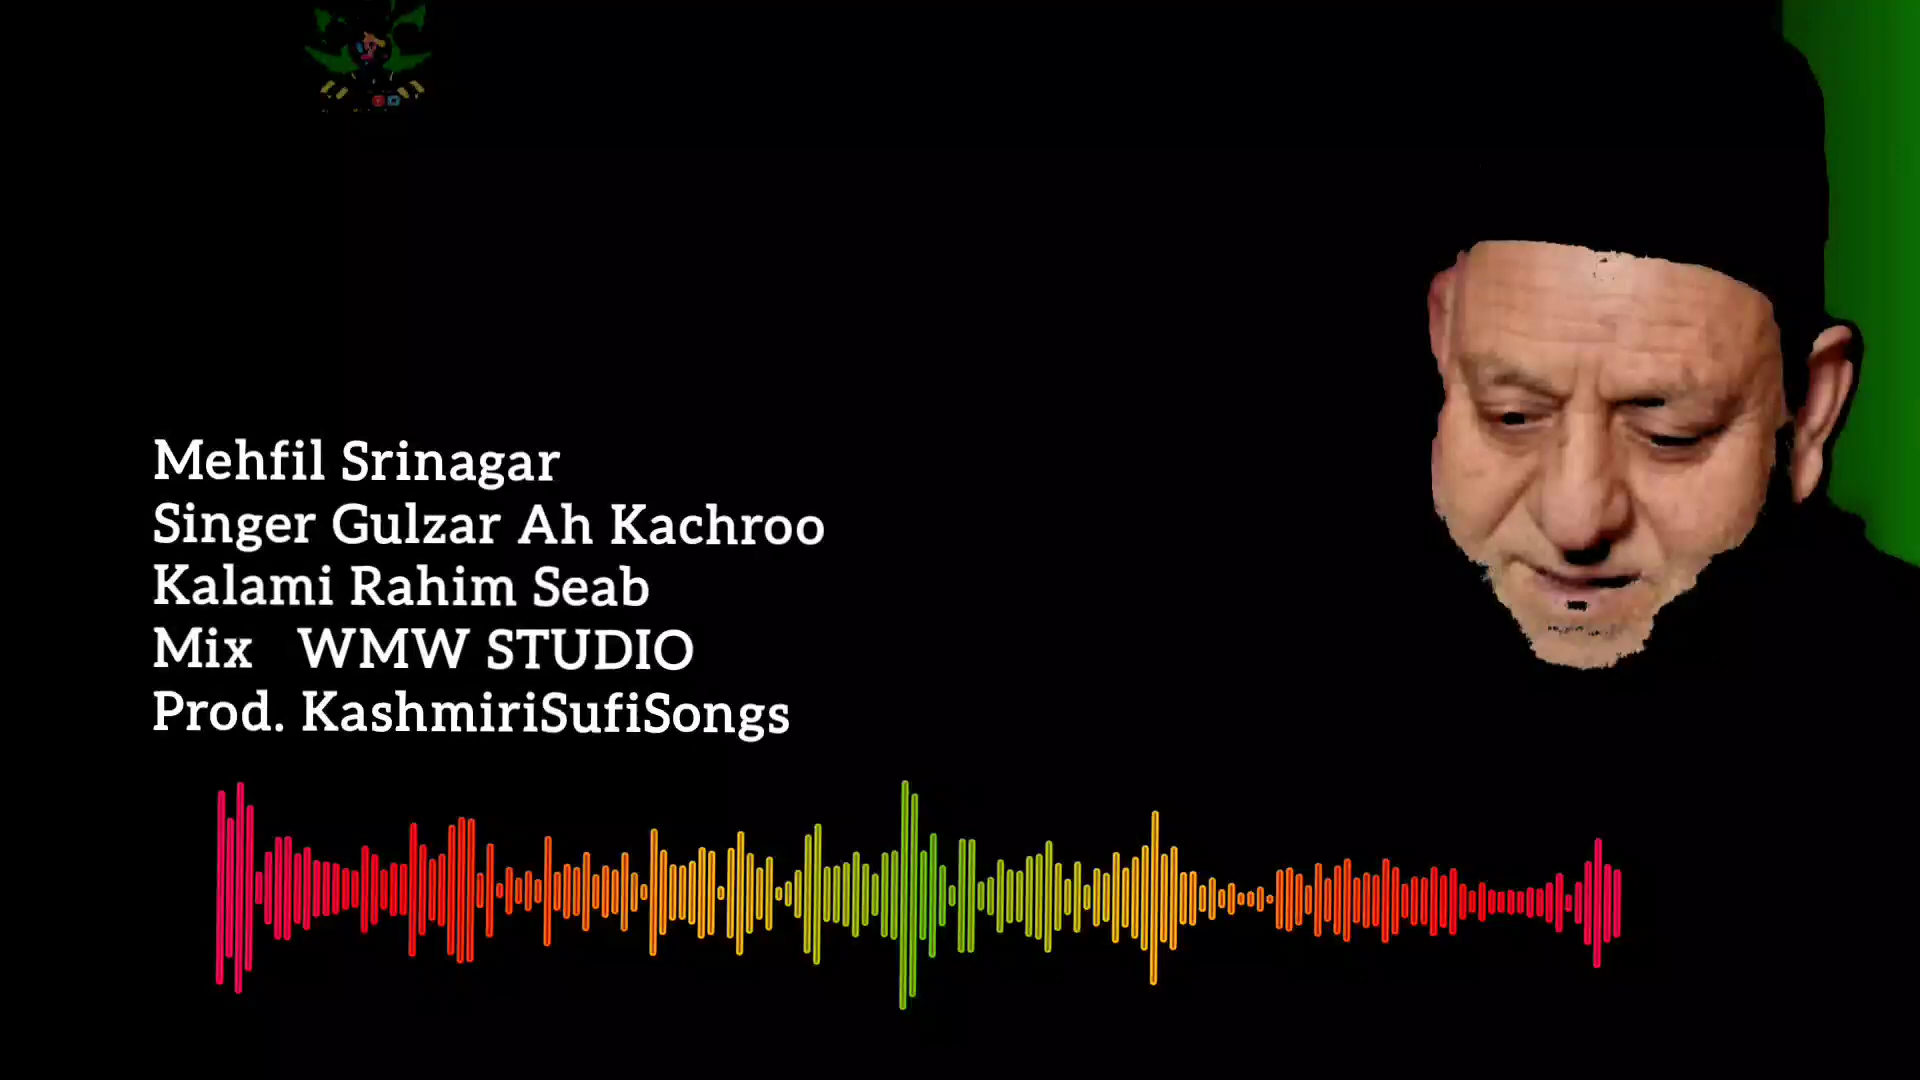 Mehfil Srinagar
Singer Gulzar Ah Kachroo
Kalami Rahim Seab
Mix   WMW STUDIO
Prod. KashmiriSufiSongs